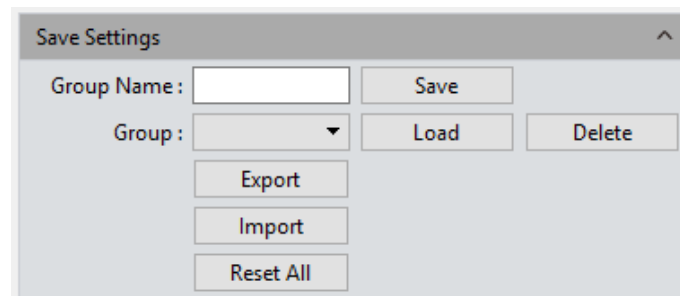 Save Settings
Group Name : Save
Group : Load Delete
Export
Import
Reset All